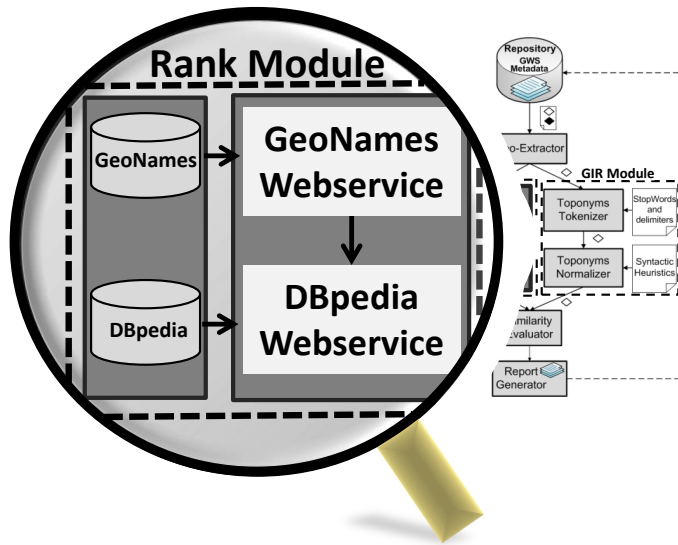 Rank Module
GeoNames
GeoNames
Webservice
DBpedia
DBpedia
Webservice
Repository
GWS
Metadata
o-Extractor
GIR Module
Toponyms
Tokenizer
StopWords
and
delimiters
Toponyms
Normalizer
Syntactic
Heuristics
imilarity
valuator
Report
Generator